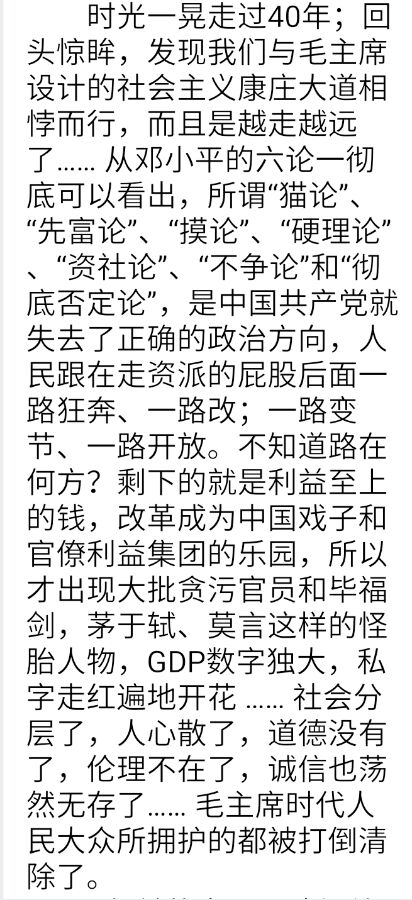 时光一晃走过40年；回
头惊眸，发现我们与毛主席
设计的社会主义康庄大道相
悖而行，而且是越走越远
了...... 从邓小平的六论一彻
底可以看出，所谓“猫论”、
“先富论”、“摸论”、“硬理论”
、“资社论”、“不争论”和“彻
底否定论”，是中国共产党就
失去了正确的政治方向，人
民跟在走资派的屁股后面一
路狂奔、一路改；一路变
节、一路开放。不知道路在
何方？剩下的就是利益至上
的钱，改革成为中国戏子和
官僚利益集团的乐园，所以
才出现大批贪污官员和毕福
剑，茅于轼、莫言这样的怪
胎人物，GDP数字独大，私
字走红遍地开花 ...... 社会分
层了，人心散了，道德没有
了，伦理不在了，诚信也荡
然无存了...... 毛主席时代人
民大众所拥护的都被打倒清
除了。